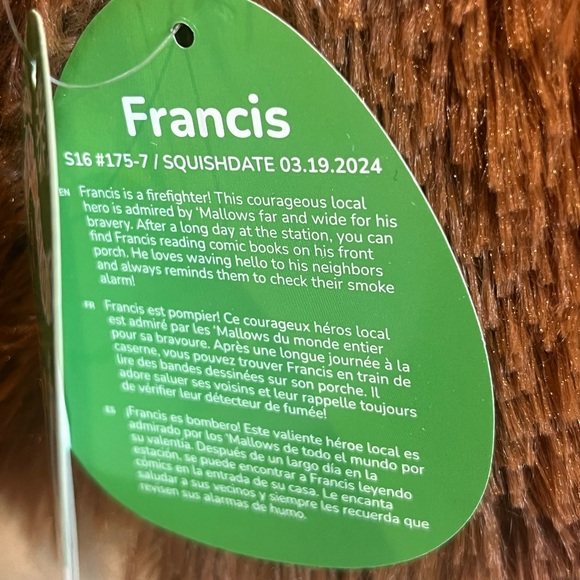 Francis
S16 #175-7 / SQUISHDATE 03.19.2024
EN Francis is a firefighter! This courageous local
hero is admired by 'Mallows far and wide for his
bravery. After a long day at the station, you can
find Francis reading comic books on his front
porch. He loves waving hello to his neighbors
and always reminds them to check their smoke
alarm!
FR Francis est pompier! Ce courageux héros local
est admiré par les 'Mallows du monde entier
pour sa bravoure. Après une longue journée à la
caserne, vous pouvez trouver Francis en train de
lire des bandes dessinées sur son porche. Il
adore saluer ses voisins et leur rappelle toujours
de vérifier leur détecteur de fumée!
ES ¡Francis es bombero! Este valiente héroe local es
admirado por los 'Mallows de todo el mundo por
su valentía. Después de un largo día en la
estación, se puede encontrar a Francis leyendo
cómics en la entrada de su casa. Le encanta
saludar a sus vecinos y siempre les recuerda que
revisen sus alarmas de humo.